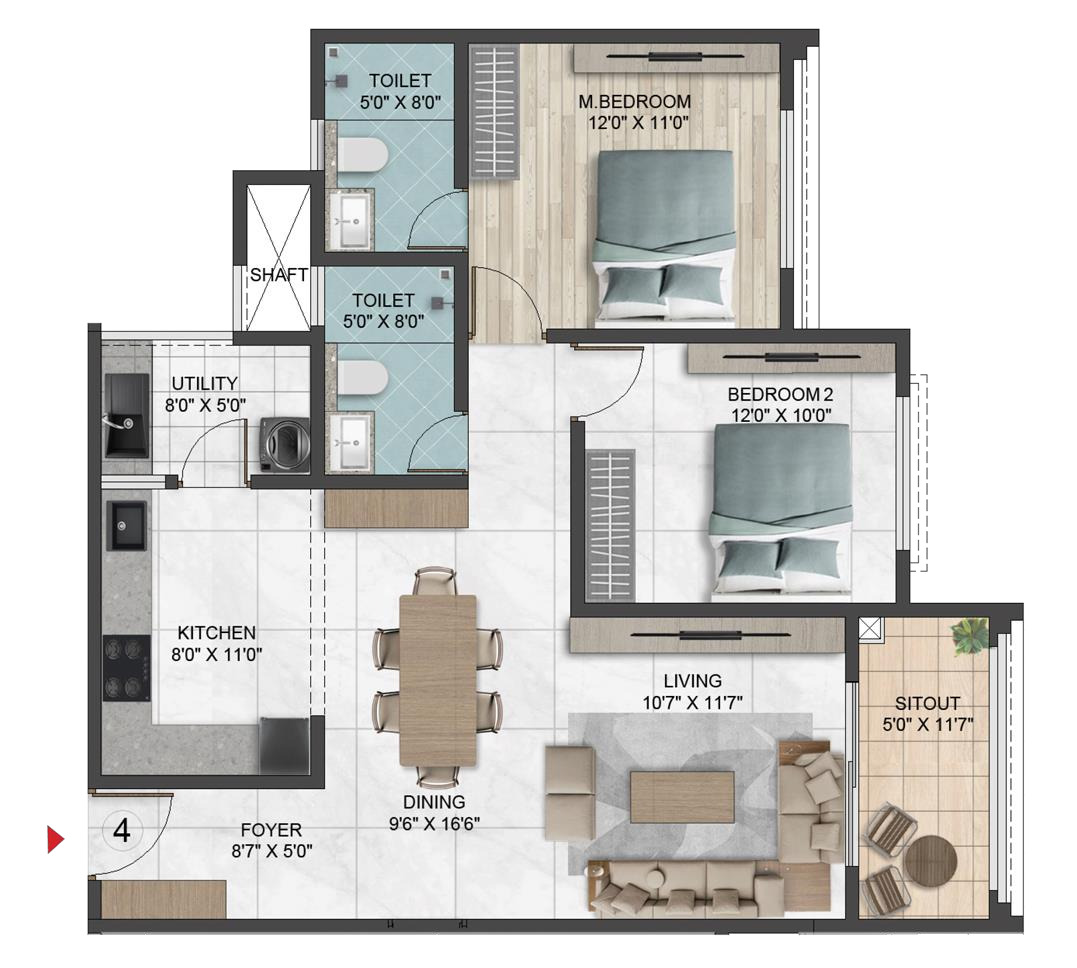 TOILET
5'0" X 8'0"
M.BEDROOM
12'0" X 11'0"
SHAFT
TOILET
5'0" X 8'0"
UTILITY
8'0" X 5'0"
BEDROOM 2
12'0" X 10'0"
KITCHEN
8'0" X 11'0"
LIVING
10'7" X 11'7"
SITOUT
5'0" X 11'7"
DINING
9'6" X 16'6"
4
FOYER
8'7" X 5'0"